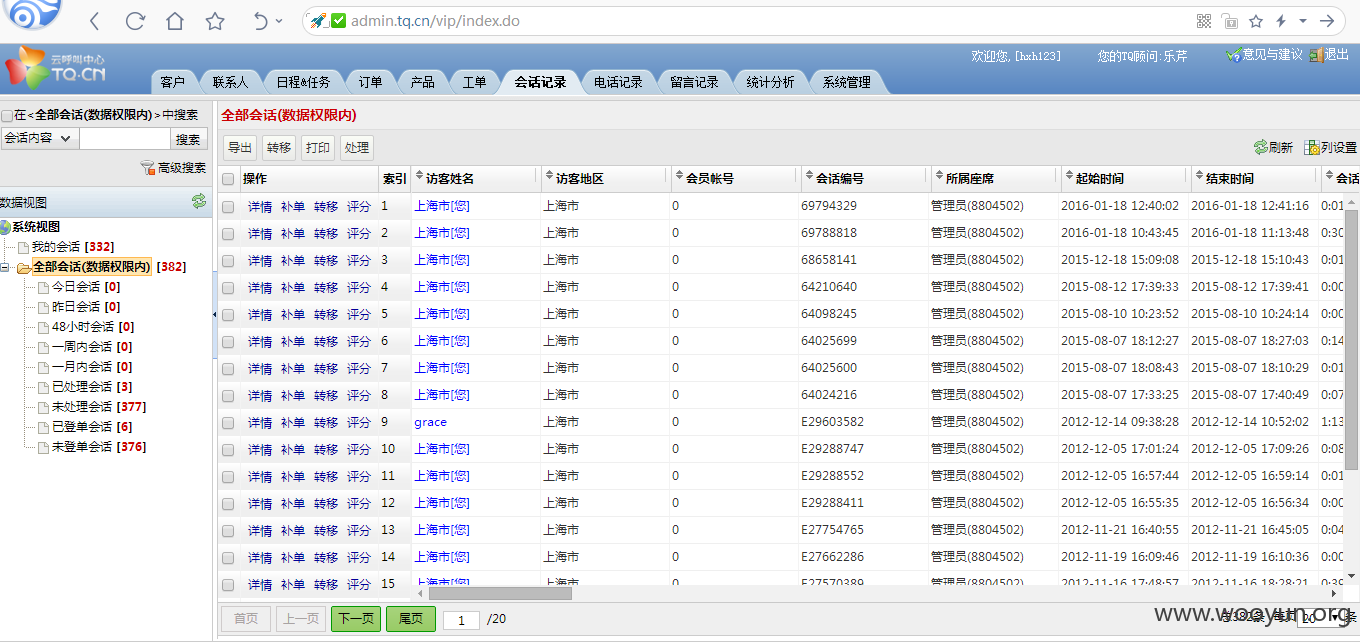 admin.tq.cn/vip/index.do
云呼叫中心
TQ.CN
欢迎您, [hxh123] 您的TQ顾问:乐芹 意见与建议 退出
客户 联系人 日程&任务 订单 产品 工单 会话记录 电话记录 留言记录 统计分析 系统管理
在<全部会话(数据权限内)>中搜索
会话内容 搜索
高级搜索
数据视图
系统视图
我的会话 [332]
全部会话(数据权限内) [382]
今日会话 [0]
昨日会话 [0]
48小时会话 [0]
一周内会话 [0]
一月内会话 [0]
已处理会话 [3]
未处理会话 [377]
已登单会话 [6]
未登单会话 [376]
全部会话(数据权限内)
导出 转移 打印 处理 刷新 列设置
操作 索引 访客姓名 访客地区 会员帐号 会话编号 所属座席 起始时间 结束时间 会话
详情 补单 转移 评分 1 上海市[您] 上海市 0 69794329 管理员(8804502) 2016-01-18 12:40:02 2016-01-18 12:41:16 0:01
详情 补单 转移 评分 2 上海市[您] 上海市 0 69788818 管理员(8804502) 2016-01-18 10:43:45 2016-01-18 11:13:48 0:30
详情 补单 转移 评分 3 上海市[您] 上海市 0 68658141 管理员(8804502) 2015-12-18 15:09:08 2015-12-18 15:10:43 0:01
详情 补单 转移 评分 4 上海市[您] 上海市 0 64210640 管理员(8804502) 2015-08-12 17:39:33 2015-08-12 17:39:41 0:00
详情 补单 转移 评分 5 上海市[您] 上海市 0 64098245 管理员(8804502) 2015-08-10 10:23:52 2015-08-10 10:24:14 0:00
详情 补单 转移 评分 6 上海市[您] 上海市 0 64025699 管理员(8804502) 2015-08-07 18:12:27 2015-08-07 18:27:03 0:14
详情 补单 转移 评分 7 上海市[您] 上海市 0 64025600 管理员(8804502) 2015-08-07 18:08:43 2015-08-07 18:10:29 0:01
详情 补单 转移 评分 8 上海市[您] 上海市 0 64024216 管理员(8804502) 2015-08-07 17:33:25 2015-08-07 17:40:49 0:07
详情 补单 转移 评分 9 grace 上海市 0 E29603582 管理员(8804502) 2012-12-14 09:38:28 2012-12-14 10:52:02 1:13
详情 补单 转移 评分 10 上海市[您] 上海市 0 E29288747 管理员(8804502) 2012-12-05 17:01:24 2012-12-05 17:09:26 0:08
详情 补单 转移 评分 11 上海市[您] 上海市 0 E29288552 管理员(8804502) 2012-12-05 16:57:44 2012-12-05 16:59:14 0:01
详情 补单 转移 评分 12 上海市[您] 上海市 0 E29288411 管理员(8804502) 2012-12-05 16:55:35 2012-12-05 16:56:34 0:00
详情 补单 转移 评分 13 上海市[您] 上海市 0 E27754765 管理员(8804502) 2012-11-21 16:40:55 2012-11-21 16:45:05 0:04
详情 补单 转移 评分 14 上海市[您] 上海市 0 E27662286 管理员(8804502) 2012-11-19 16:09:46 2012-11-19 16:10:36 0:00
详情 补单 转移 评分 15 上海市[您] 上海市 0 E27570389 管理员(8804502) 2012-11-16 17:48:57 2012-11-16 18:28:21 0:39
首页 上一页 下一页 尾页 1 /20 20 条
www.wooyun.org